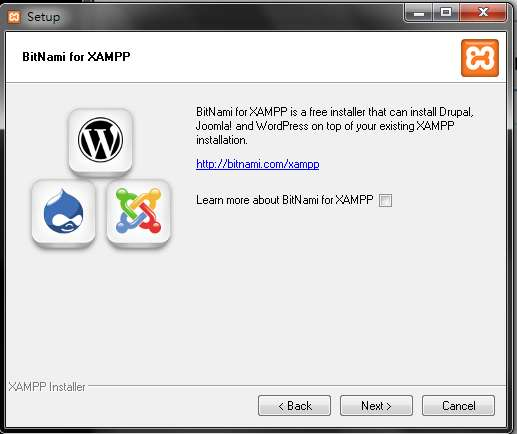 Setup
BitNami for XAMPP
BitNami for XAMPP is a free installer that can install Drupal,
Joomla! and WordPress on top of your existing XAMPP
installation.
http://bitnami.com/xampp
Learn more about BitNami for XAMPP
XAMPP Installer
< Back
Next >
Cancel